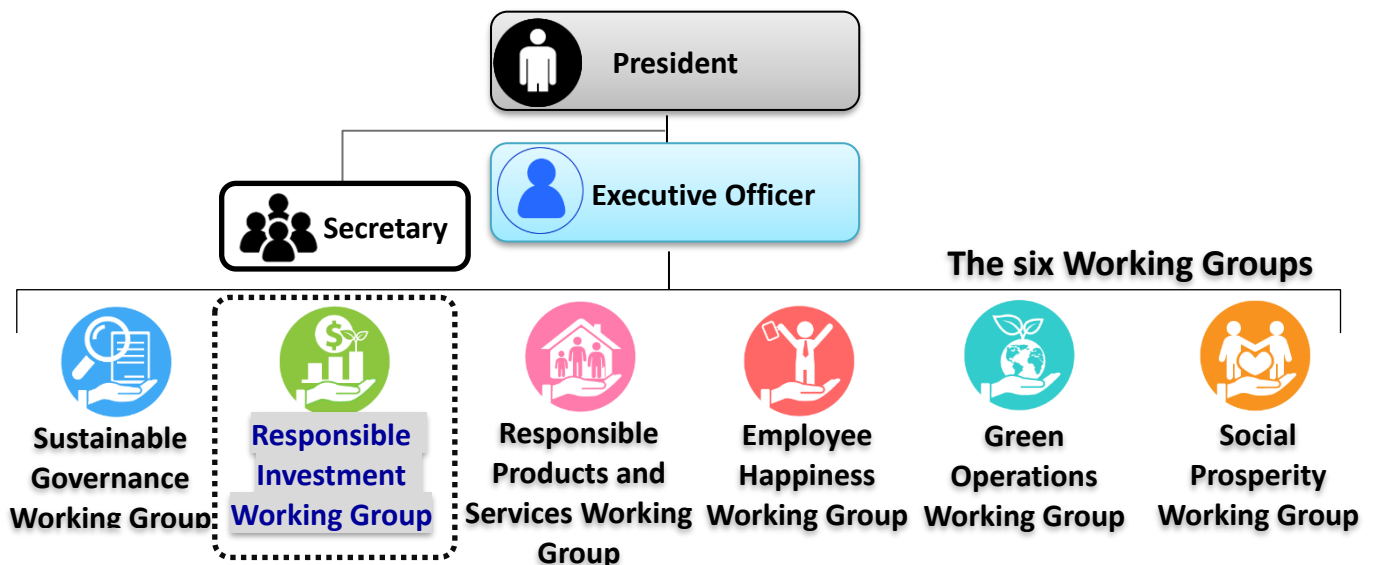 President
Executive Officer
Secretary
The six Working Groups
Sustainable
Governance
Working Group
Responsible
Investment
Working Group
Responsible
Products and
Services Working
Group
Employee
Happiness
Working Group
Green
Operations
Working Group
Social
Prosperity
Working Group
$